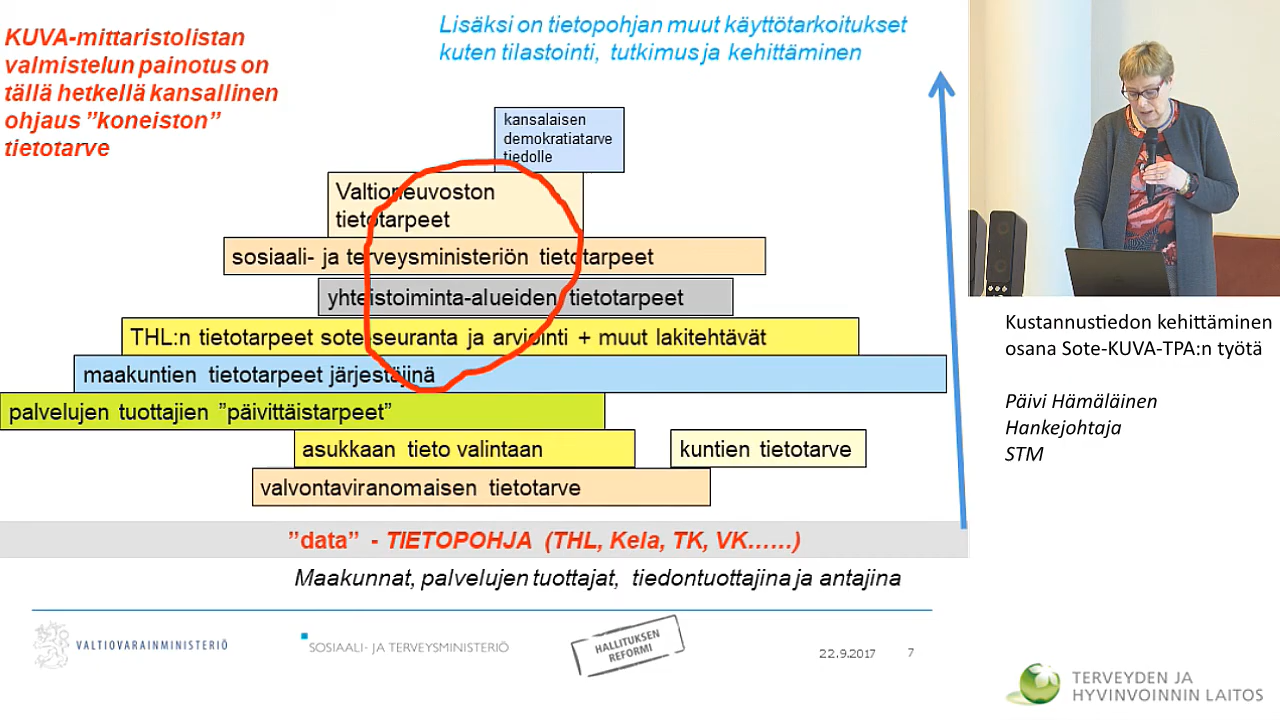 KUVA-mittaristolistan
valmistelun painotus on
tällä hetkellä kansallinen
ohjaus ”koneiston”
tietotarve
Lisäksi on tietopohjan muut käyttötarkoitukset
kuten tilastointi, tutkimus ja kehittäminen
kansalaisen
demokratiatarve
tiedolle
Valtioneuvoston
tietotarpeet
sosiaali- ja terveysministeriön tietotarpeet
yhteistoiminta-alueiden tietotarpeet
THL:n tietotarpeet sote seuranta ja arviointi + muut lakitehtävät
maakuntien tietotarpeet järjestäjinä
palvelujen tuottajien ”päivittäistarpeet”
asukkaan tieto valintaan
kuntien tietotarve
valvontaviranomaisen tietotarve
”data” - TIETOPOHJA (THL, Kela, TK, VK……)
Maakunnat, palvelujen tuottajat, tiedontuottajina ja antajina
VALTIOVARAINMINISTERIÖ
SOSIAALI- JA TERVEYSMINISTERIÖ
HALLITUKSEN
REFORMI
22.9.2017
7
Kustannustiedon kehittäminen
osana Sote-KUVA-TPA:n työtä
Päivi Hämäläinen
Hankejohtaja
STM
TERVEYDEN JA
HYVINVOINNIN LAITOS